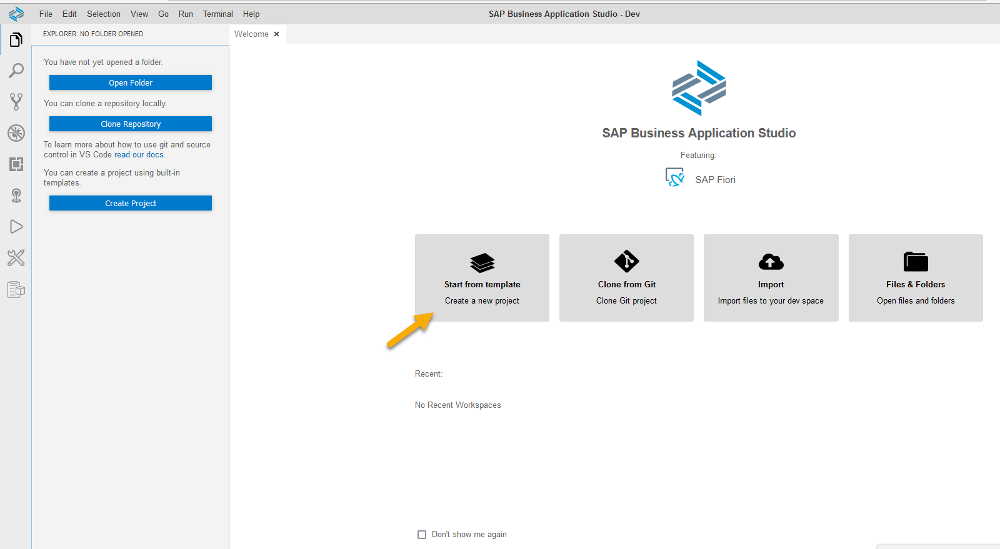 File Edit Selection View Go Run Terminal Help
SAP Business Application Studio - Dev
EXPLORER: NO FOLDER OPENED
You have not yet opened a folder.
Open Folder
You can clone a repository locally.
Clone Repository
To learn more about how to use git and source
control in VS Code read our docs.
You can create a project using built-in
templates.
Create Project
Welcome
SAP Business Application Studio
Featuring:
SAP Fiori
Start from template
Create a new project
Clone from Git
Clone Git project
Import
Import files to your dev space
Files & Folders
Open files and folders
Recent:
No Recent Workspaces
Don't show me again